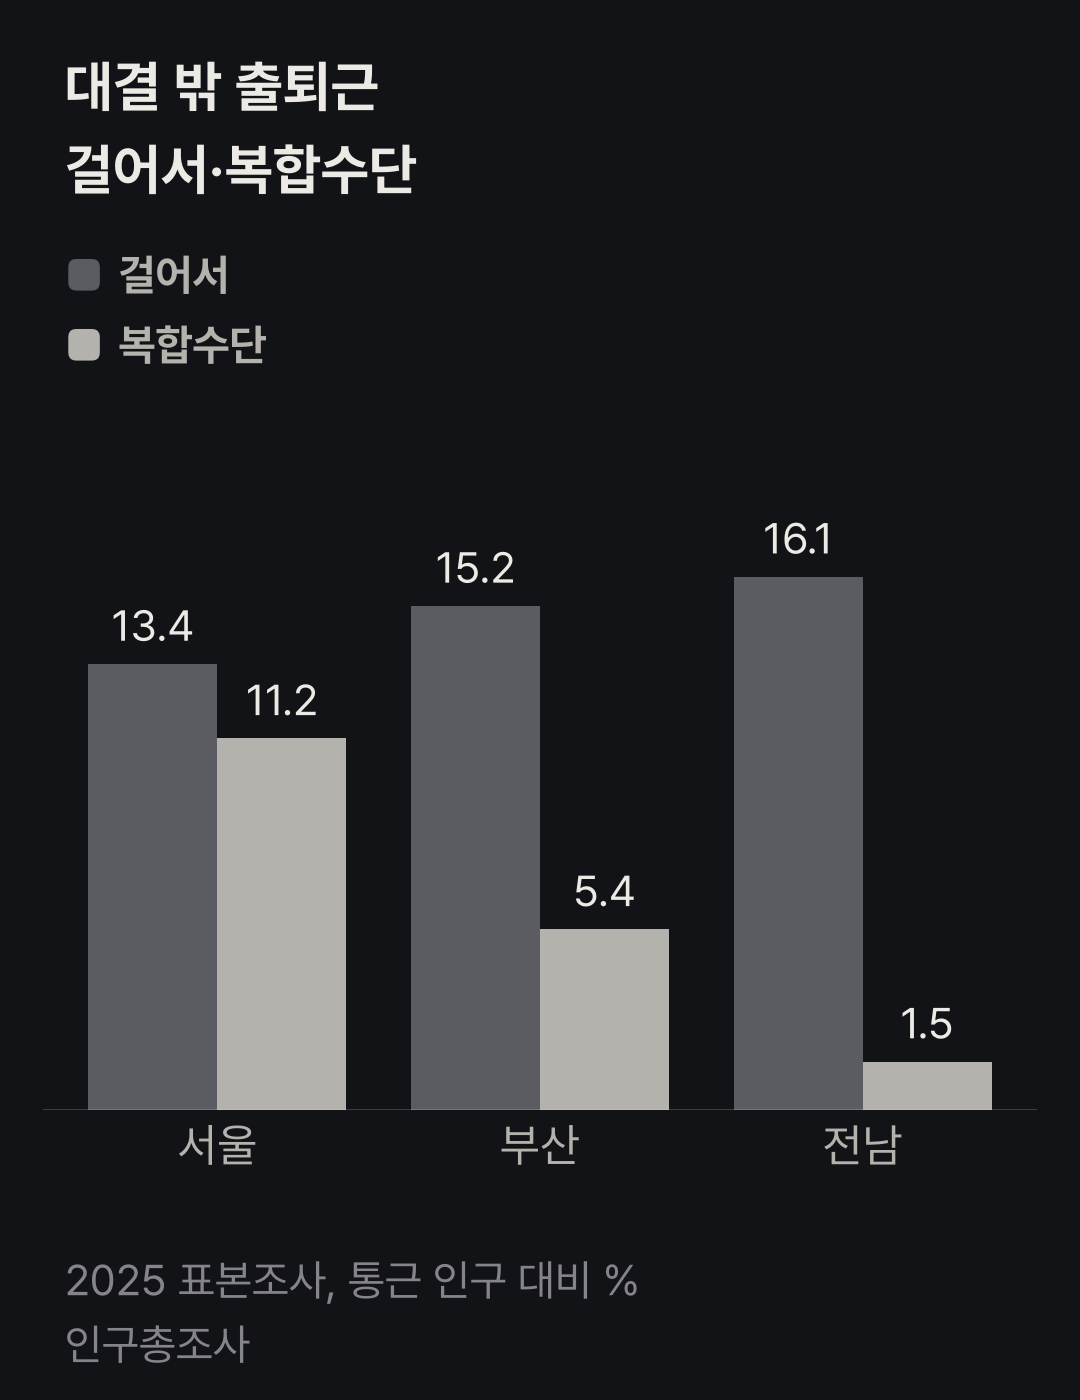 대결 밖 출퇴근
걸어서·복합수단
걸어서
복합수단
13.4
11.2
15.2
5.4
16.1
1.5
서울
부산
전남
2025 표본조사, 통근 인구 대비 %
인구총조사